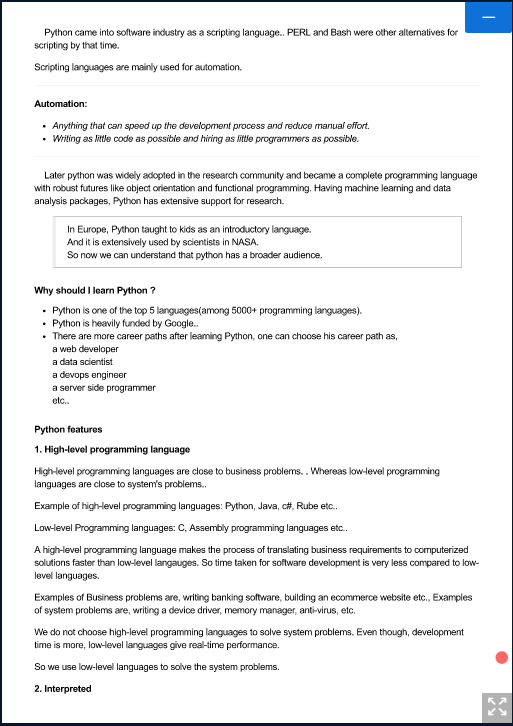 Python came into software industry as a scripting language.. PERL and Bash were other alternatives for
scripting by that time.
Scripting languages are mainly used for automation.
Automation:
• Anything that can speed up the development process and reduce manual effort.
• Writing as little code as possible and hiring as little programmers as possible.
Later python was widely adopted in the research community and became a complete programming language
with robust futures like object orientation and functional programming. Having machine learning and data
analysis packages, Python has extensive support for research.
In Europe, Python taught to kids as an introductory language.
And it is extensively used by scientists in NASA.
So now we can understand that python has a broader audience.
Why should I learn Python ?
• Python is one of the top 5 languages(among 5000+ programming languages).
• Python is heavily funded by Google..
• There are more career paths after learning Python, one can choose his career path as,
a web developer
a data scientist
a devops engineer
a server side programmer
etc..
Python features
1. High-level programming language
High-level programming languages are close to business problems. . Whereas low-level programming
languages are close to system's problems..
Example of high-level programming languages: Python, Java, c#, Rube etc..
Low-level Programming languages: C, Assembly programming languages etc..
A high-level programming language makes the process of translating business requirements to computerized
solutions faster than low-level langauges. So time taken for software development is very less compared to low-
level languages.
Examples of Business problems are, writing banking software, building an ecommerce website etc., Examples
of system problems are, writing a device driver, memory manager, anti-virus, etc.
We do not choose high-level programming languages to solve system problems. Even though, development
time is more, low-level languages give real-time performance.
So we use low-level languages to solve the system problems.
2. Interpreted